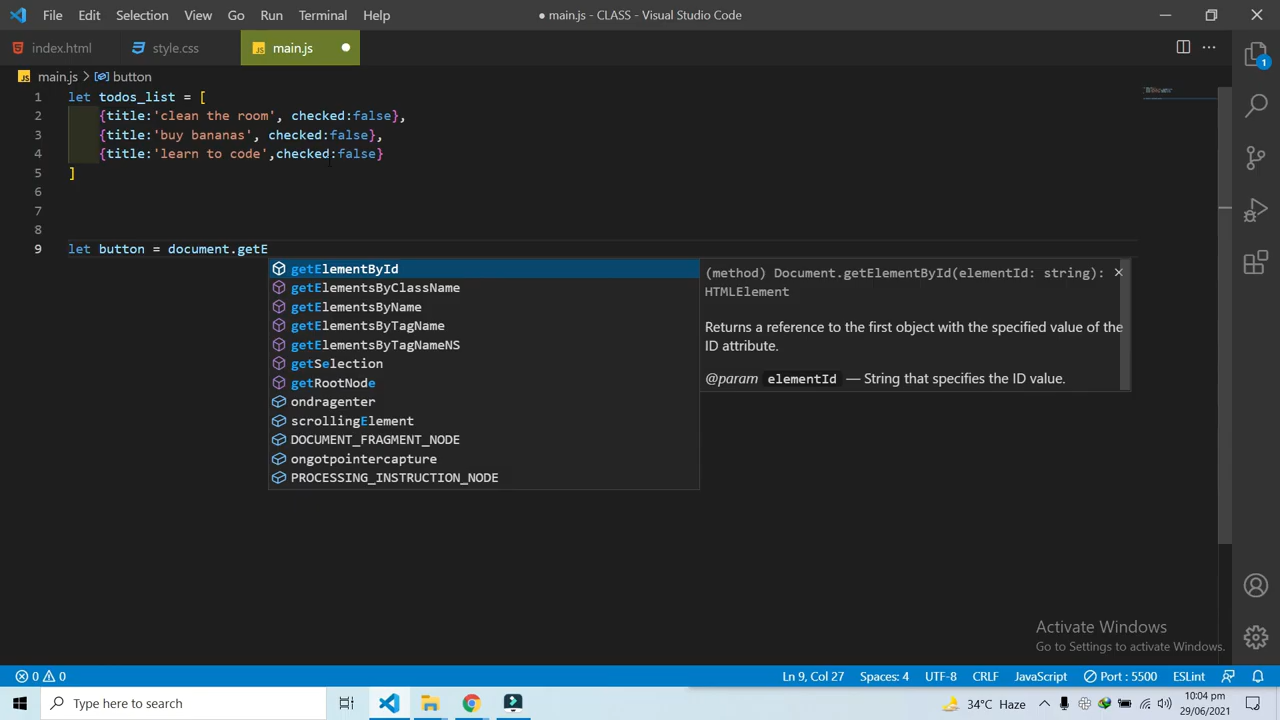 File Edit Selection View Go Run Terminal Help ● main.js - CLASS - Visual Studio Code
index.html style.css JS main.js
JS main.js > button
1 let todos_list = [
2 {title:'clean the room', checked:false},
3 {title:'buy bananas', checked:false},
4 {title:'learn to code',checked:false}
5 ]
6
7
8
9 let button = document.getE
getElementById
getElementsByClassName
getElementsByName
getElementsByTagName
getElementsByTagNameNS
getSelection
getRootNode
ondragenter
scrollingElement
DOCUMENT_FRAGMENT_NODE
ongotpointercapture
PROCESSING_INSTRUCTION_NODE
(method) Document.getElementById(elementId: string):
HTMLElement
Returns a reference to the first object with the specified value of the
ID attribute.
@param elementId — String that specifies the ID value.
1
Activate Windows
Go to Settings to activate Windows.
0 0 Ln 9, Col 27 Spaces: 4 UTF-8 CRLF JavaScript Port : 5500 ESLint
Type here to search 34°C Haze 10:04 pm
29/06/2021